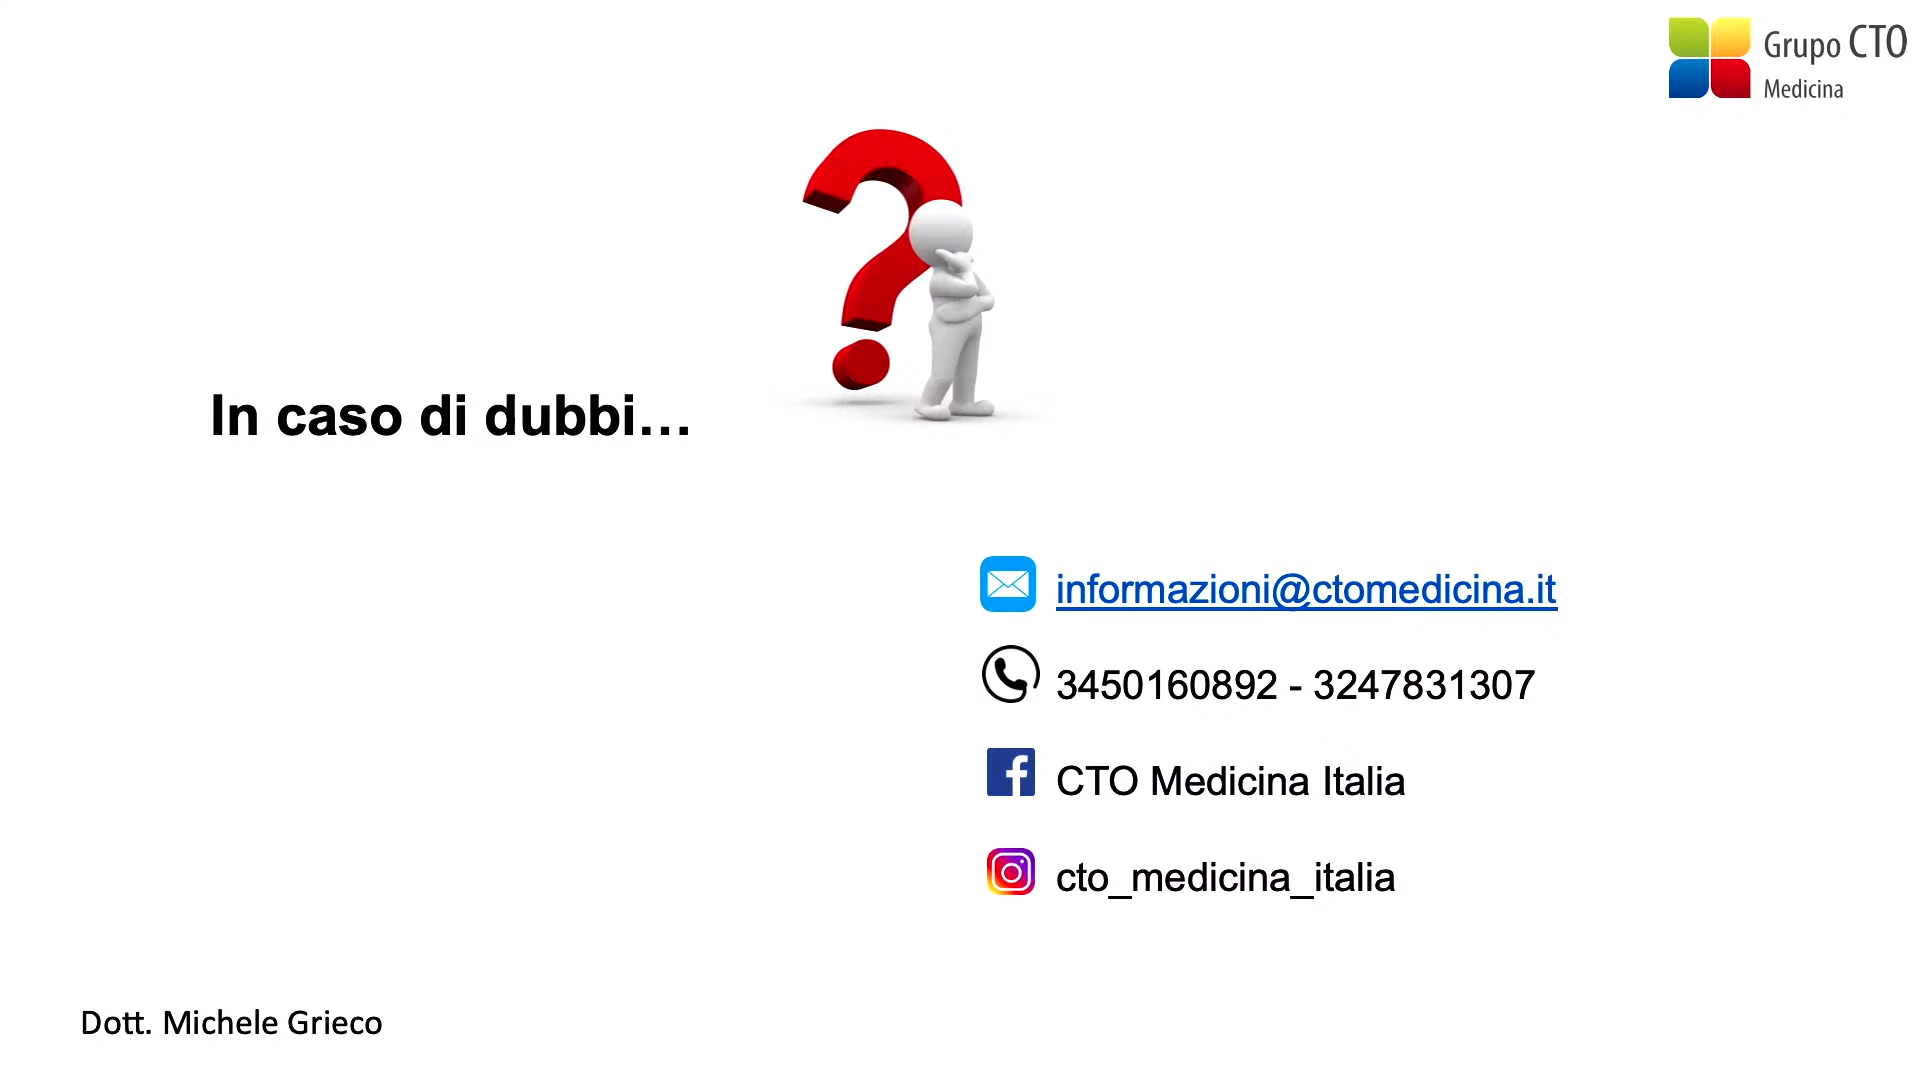 Grupo CTO
Medicina
In caso di dubbi…
informazioni@ctomedicina.it
3450160892 - 3247831307
CTO Medicina Italia
cto_medicina_italia
Dott. Michele Grieco